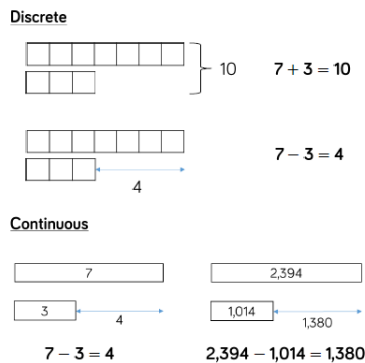 Discrete
10
7 + 3 = 10
7 − 3 = 4
4
Continuous
7
2,394
3
4
1,014
1,380
7 − 3 = 4
2,394 − 1,014 = 1,380